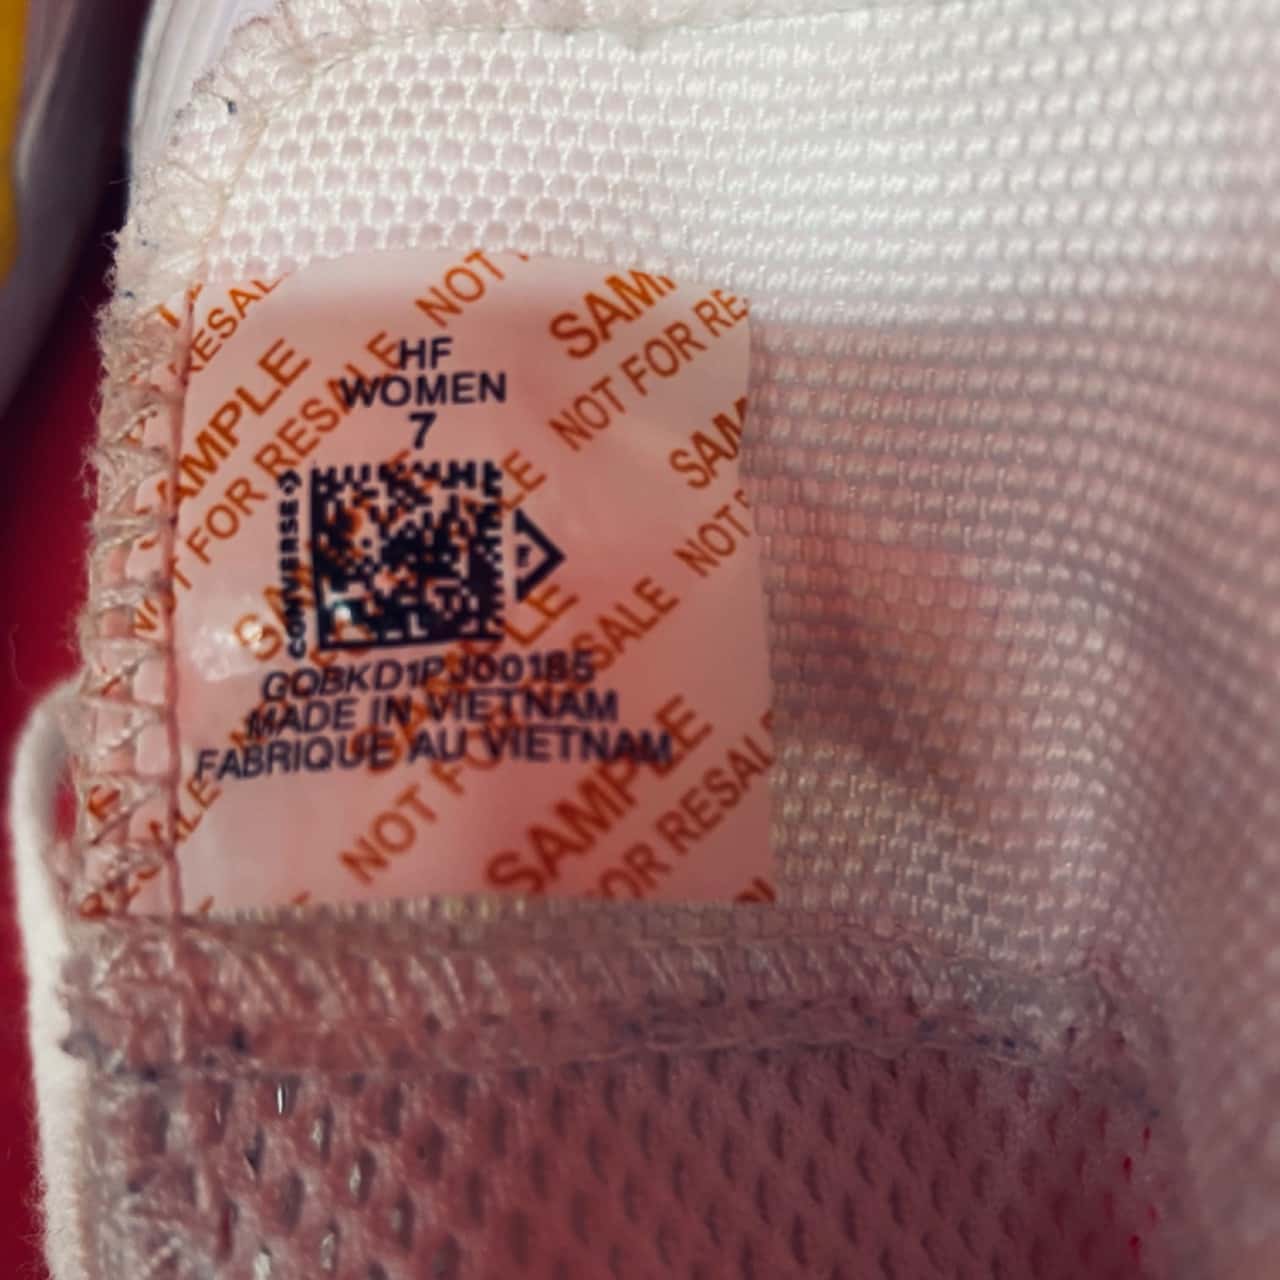 HF
WOMEN
7
CONVERSE
GOBKD1PJ00185
MADE IN VIETNAM
FABRIQUE AU VIETNAM
SAMPLE
NOT FOR RESALE